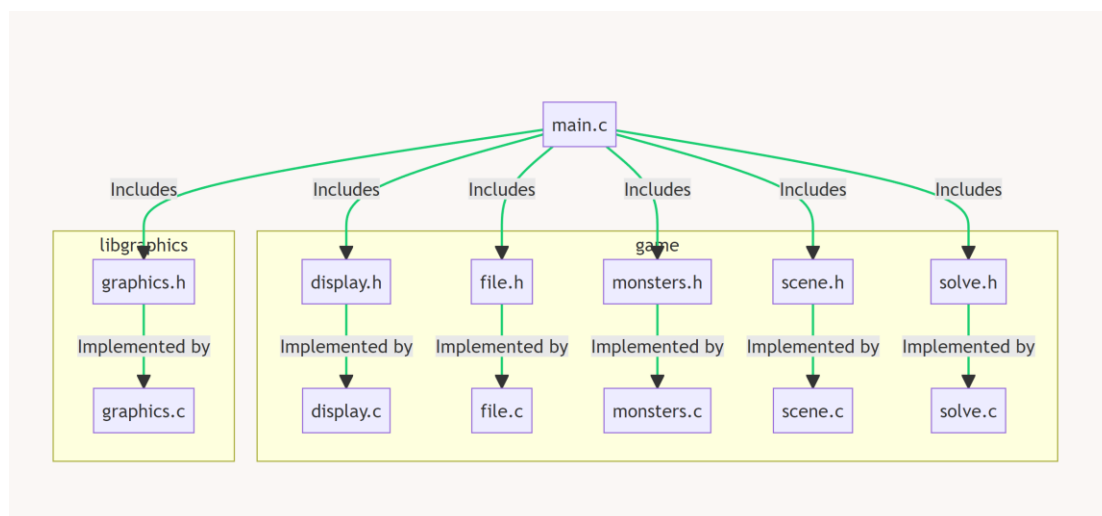 main.c
Includes Includes Includes Includes Includes Includes
libgraphics game
graphics.h display.h file.h monsters.h scene.h solve.h
Implemented by Implemented by Implemented by Implemented by Implemented by Implemented by
graphics.c display.c file.c monsters.c scene.c solve.c